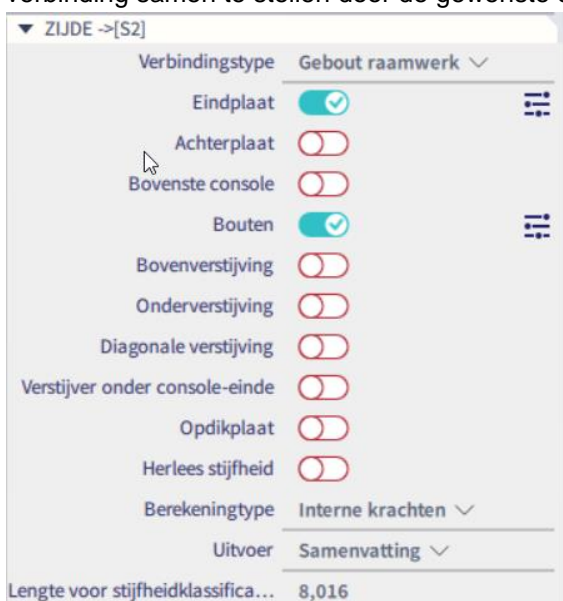 ▼ ZIJDE ->[S2]
Verbindingstype Gebout raamwerk
Eindplaat
Achterplaat
Bovenste console
Bouten
Bovenverstijving
Onderverstijving
Diagonale verstijving
Verstijver onder console-einde
Opdikplaat
Herlees stijfheid
Berekeningtype Interne krachten
Uitvoer Samenvatting
Lengte voor stijfheidklassifica... 8,016